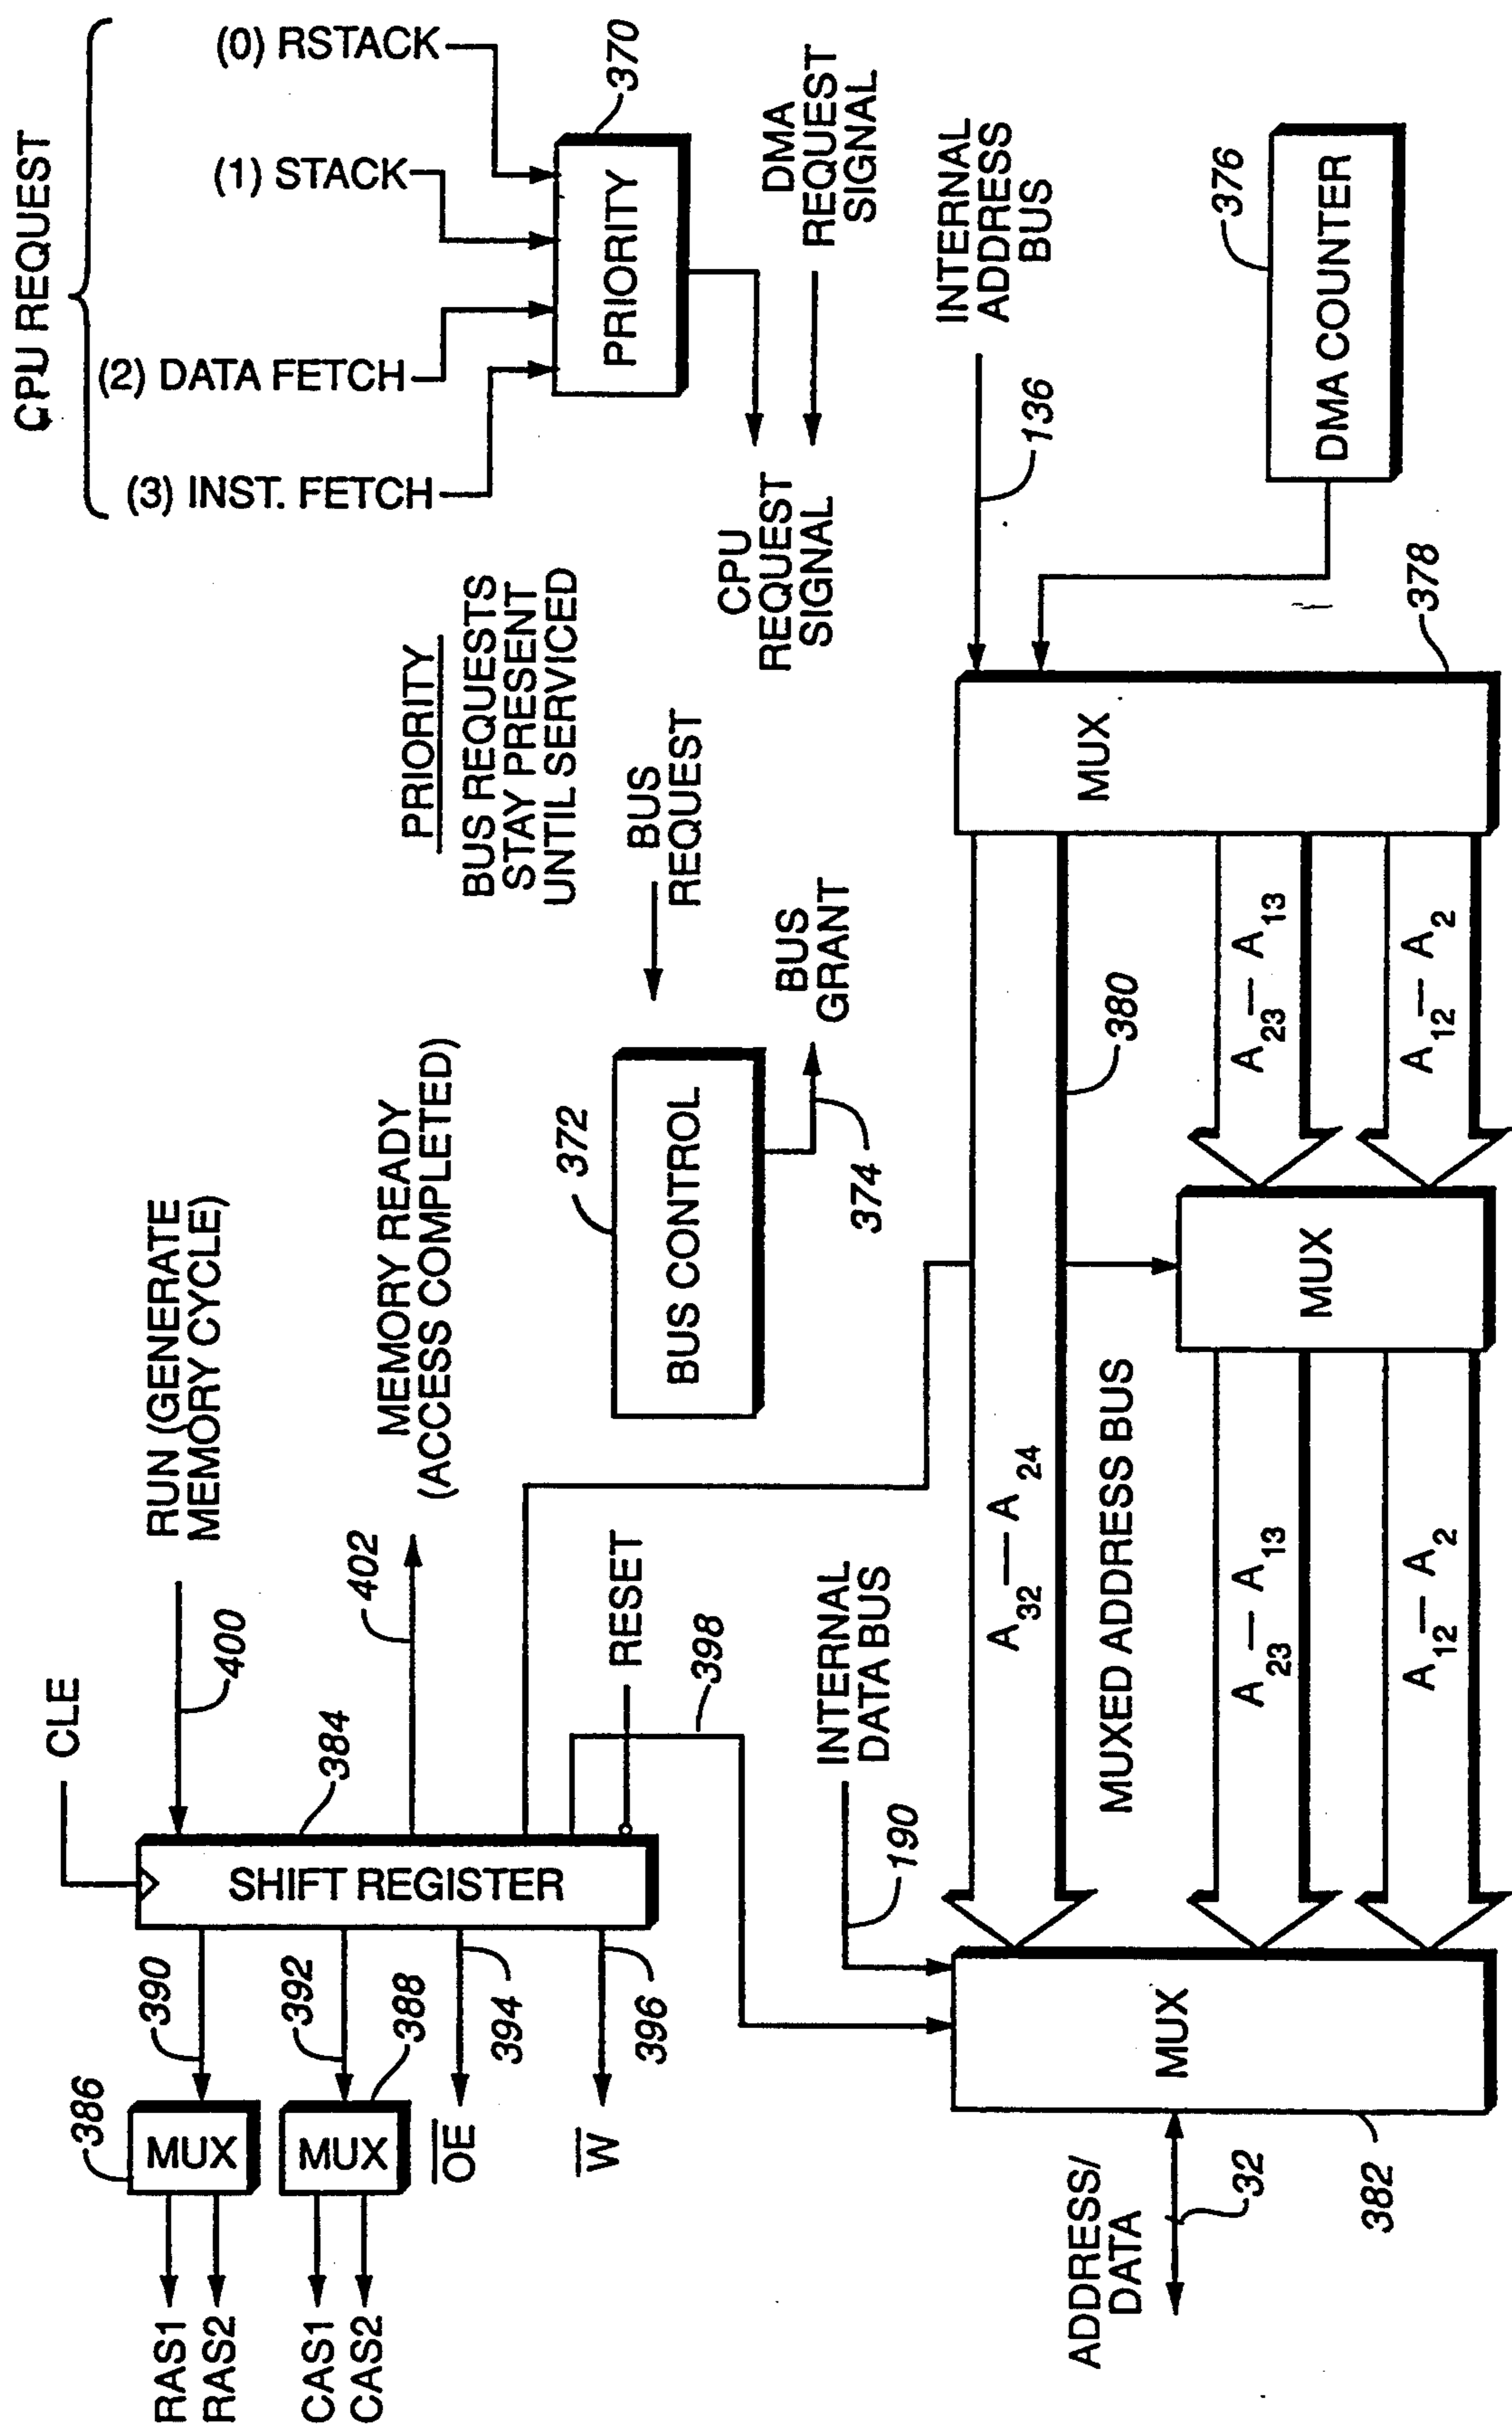 CPU REQUEST
(0) RSTACK
(1) STACK
(2) DATA FETCH
(3) INST. FETCH
370
PRIORITY
DMA
REQUEST
SIGNAL
CPU
REQUEST
SIGNAL
PRIORITY
BUS REQUESTS
STAY PRESENT
UNTIL SERVICED
BUS
REQUEST
BUS
GRANT
372
BUS CONTROL
374
RUN (GENERATE
MEMORY CYCLE)
400
MEMORY READY
(ACCESS COMPLETED)
402
CLE
384
SHIFT REGISTER
RESET
398
390
392
394
396
386
MUX
388
MUX
OE
W
RAS1
RAS2
CAS1
CAS2
INTERNAL
ADDRESS
BUS
136
376
DMA COUNTER
378
MUX
380
A23—A13
A12—A2
MUX
A32—A24
MUXED ADDRESS BUS
A23—A13
A12—A2
INTERNAL
DATA BUS
190
MUX
382
ADDRESS/
DATA
32